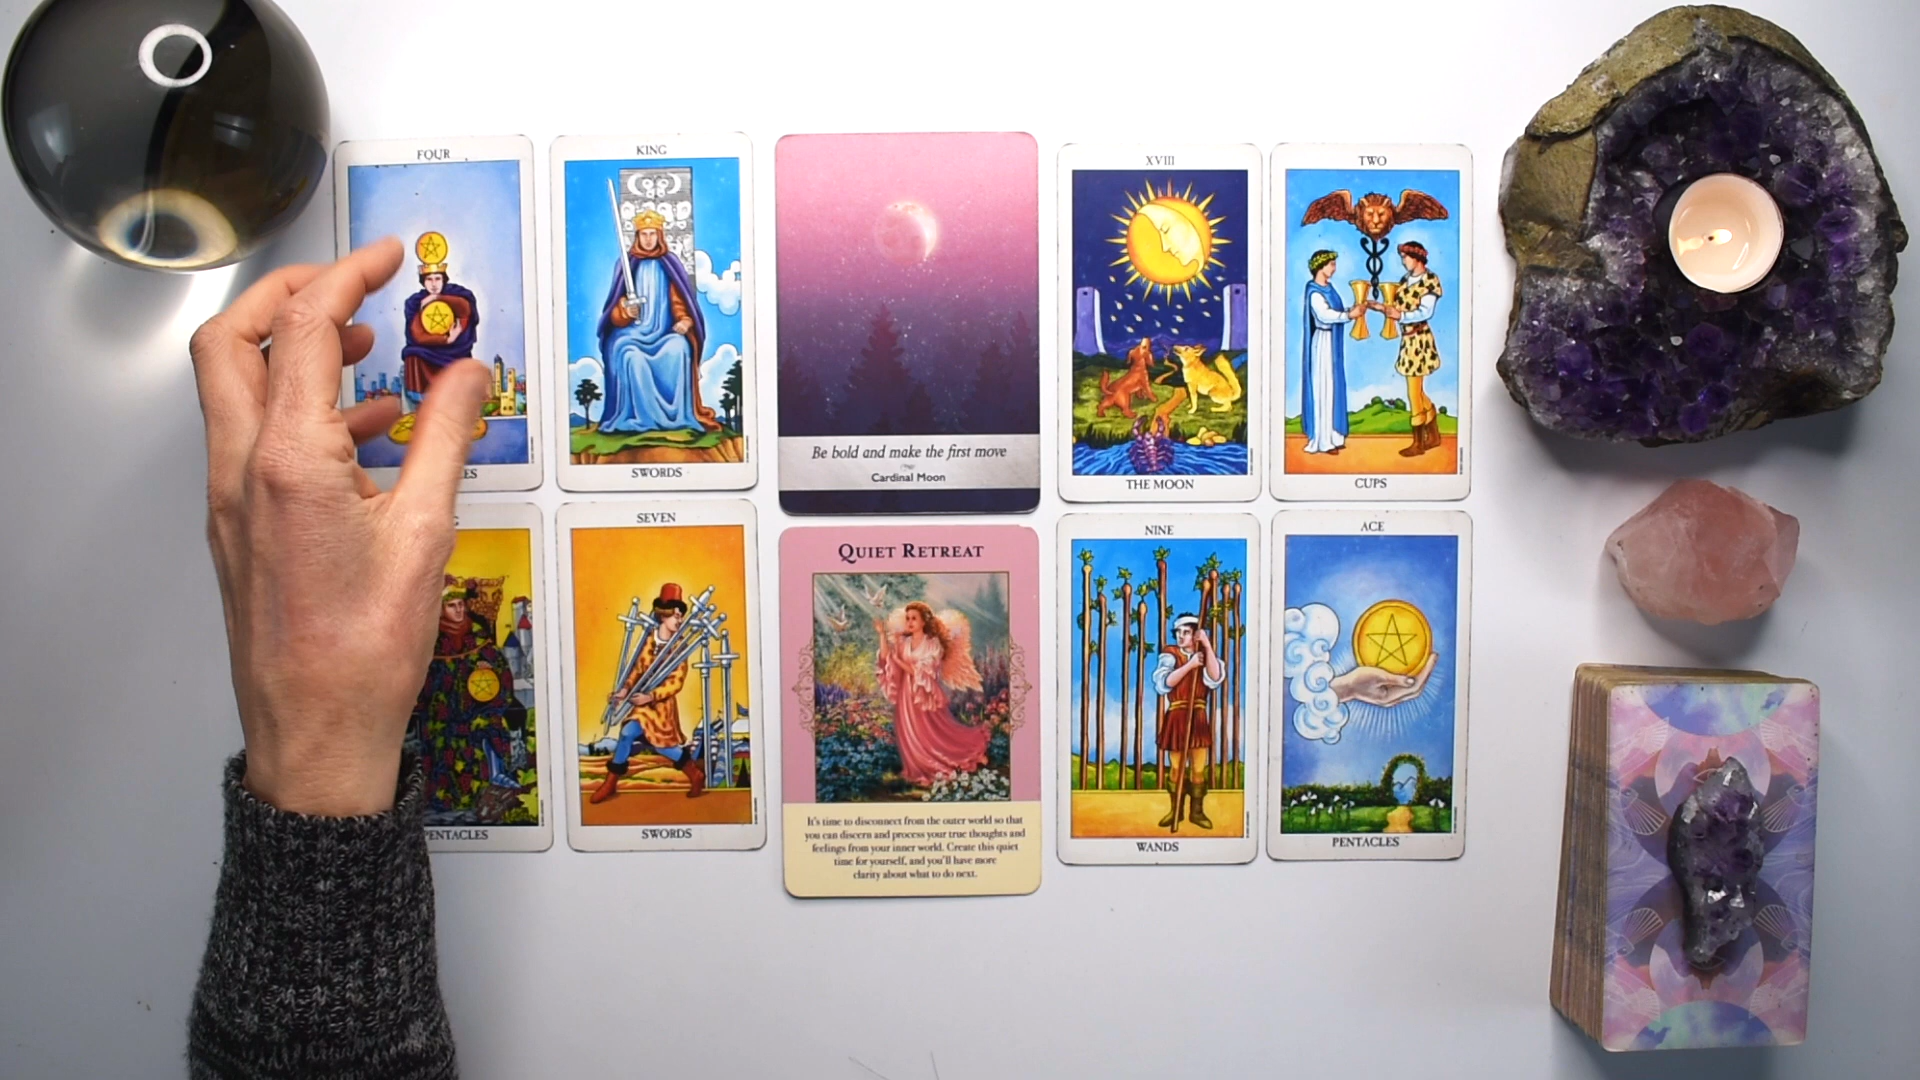 FOUR
KING
XVIII
TWO
SWORDS
Be bold and make the first move
Cardinal Moon
THE MOON
CUPS
SEVEN
QUIET RETREAT
NINE
ACE
PENTACLES
SWORDS
It's time to disconnect from the outer world so that
you can discern and process your true thoughts and
feelings from your inner world. Create this quiet
time for yourself, and you'll have more
clarity about what to do next.
WANDS
PENTACLES